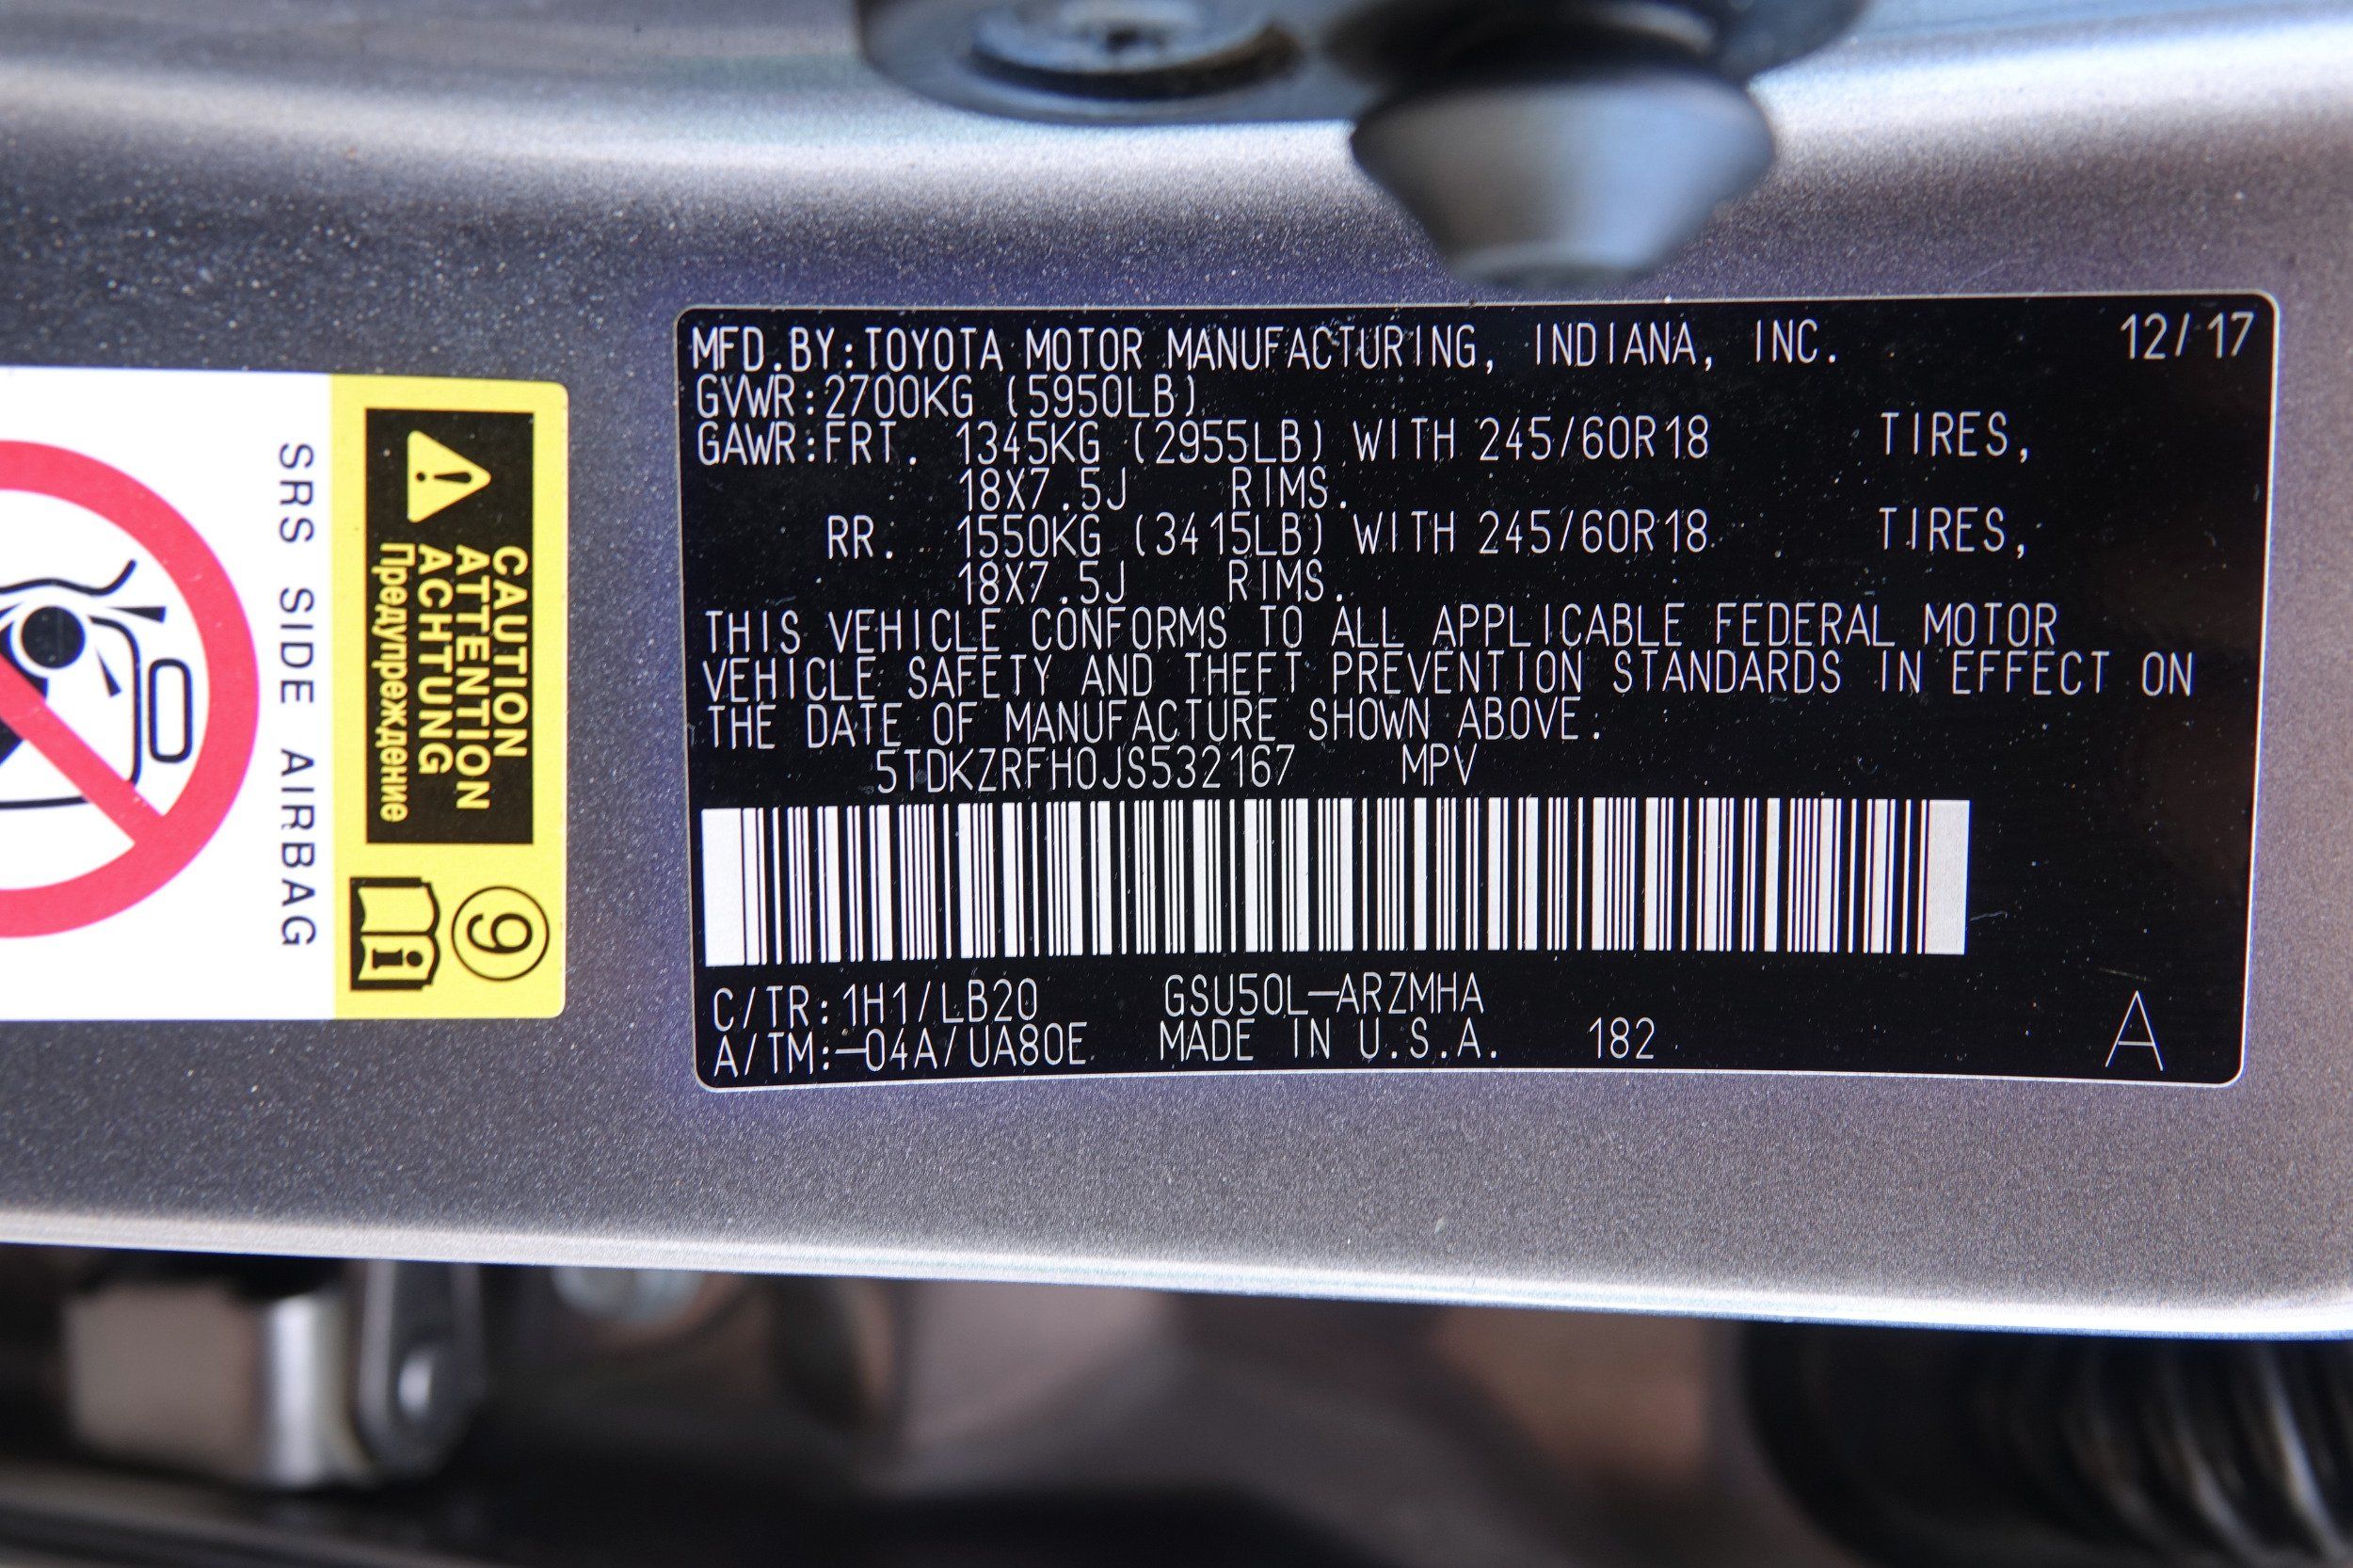 MFD.BY:TOYOTA MOTOR MANUFACTURING, INDIANA, INC. 12/17
GVWR:2700KG (5950LB)
GAWR:FRT. 1345KG (2955LB) WITH 245/60R18 TIRES,
18X7.5J RIMS.
RR. 1550KG (3415LB) WITH 245/60R18 TIRES,
18X7.5J RIMS.
THIS VEHICLE CONFORMS TO ALL APPLICABLE FEDERAL MOTOR
VEHICLE SAFETY AND THEFT PREVENTION STANDARDS IN EFFECT ON
THE DATE OF MANUFACTURE SHOWN ABOVE.
5TDKZRFH0JS532167 MPV
C/TR:1H1/LB20 GSU50L-ARZMHA
A/TM:-04A/UA80E MADE IN U.S.A. 182 A
CAUTION
ATTENTION
ACHTUNG
Предупреждение
9
i
SRS SIDE AIRBAG